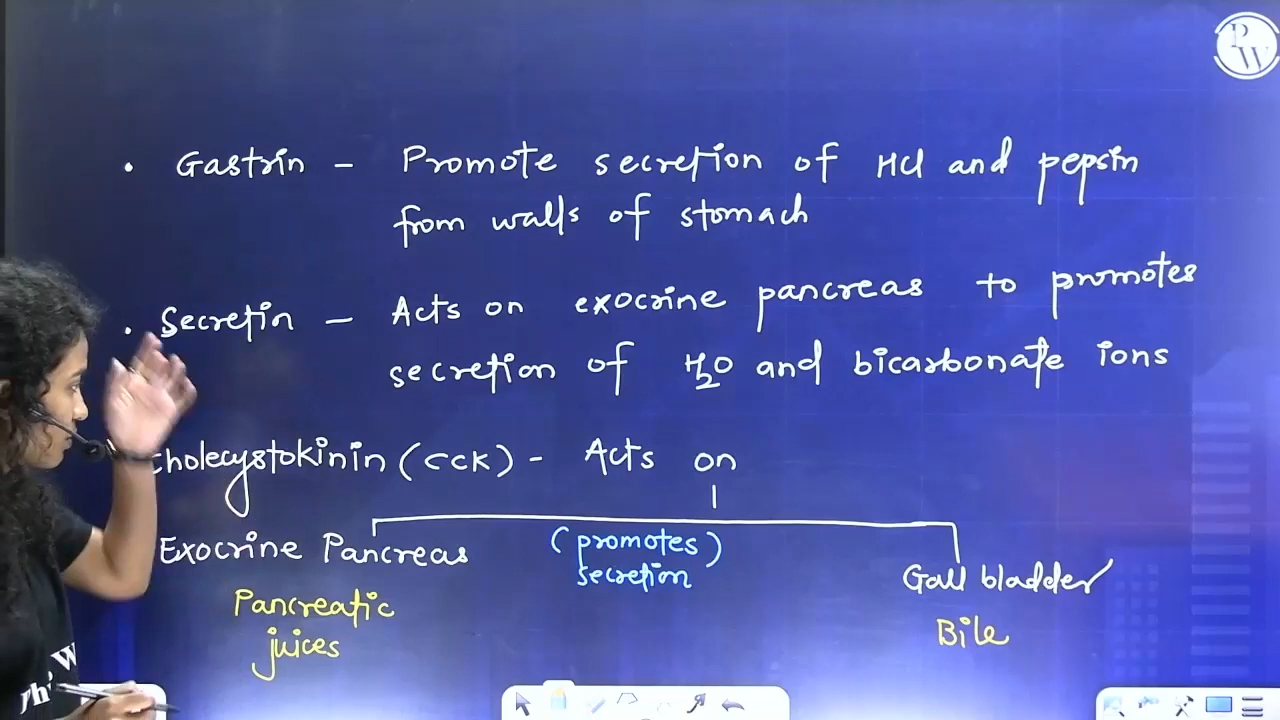 PW
. Gastrin - Promote secretion of HCl and pepsin
from walls of stomach
. Secretin - Acts on exocrine pancreas to promotes
secretion of H2O and bicarbonate ions
cholecystokinin (CCK) - Acts on
Exocrine Pancreas (promotes) Gall bladder
secretion
Pancreatic Bile
juices